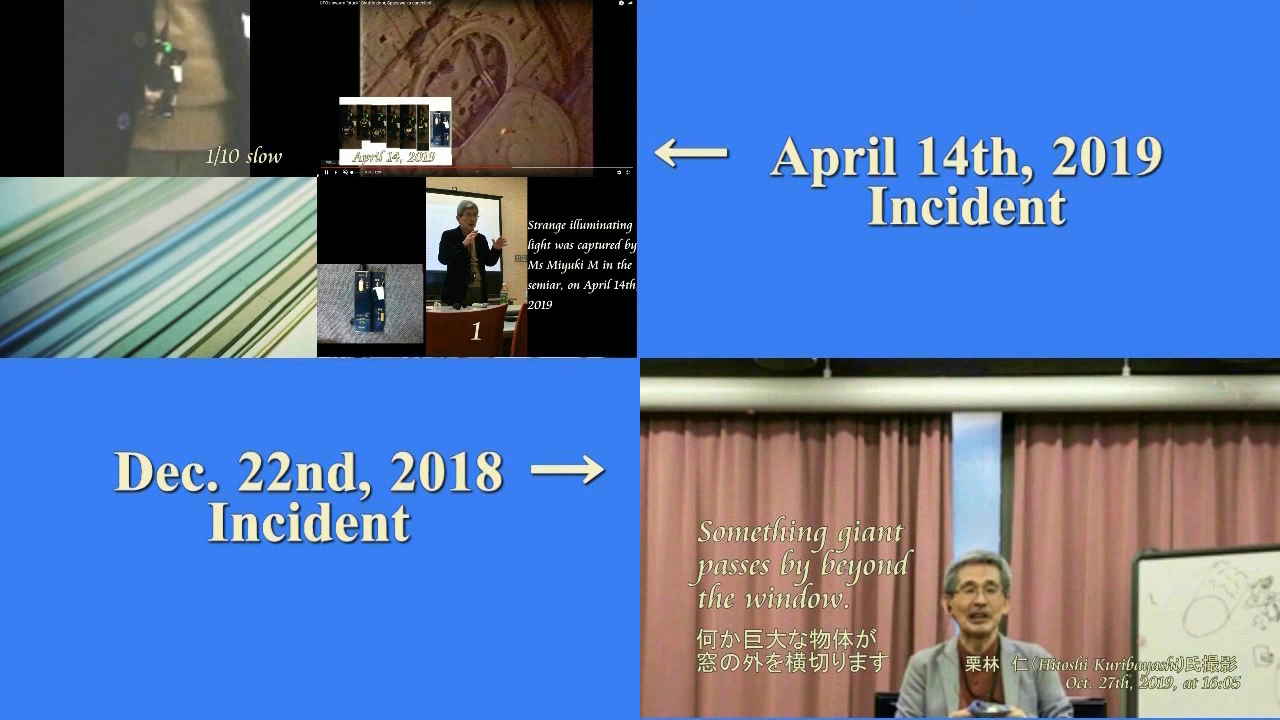 1/10 slow
April 14, 2019
Strange illuminating
light was captured by
Ms Miyuki M in the
semiar, on April 14th,
2019
1
← April 14th, 2019
Incident
Dec. 22nd, 2018 →
Incident
Something giant
passes by beyond
the window.
何か巨大な物体が
窓の外を横切ります
栗林 仁(Hitoshi Kuribayashi)氏撮影
Oct. 27th, 2019, at 16:05